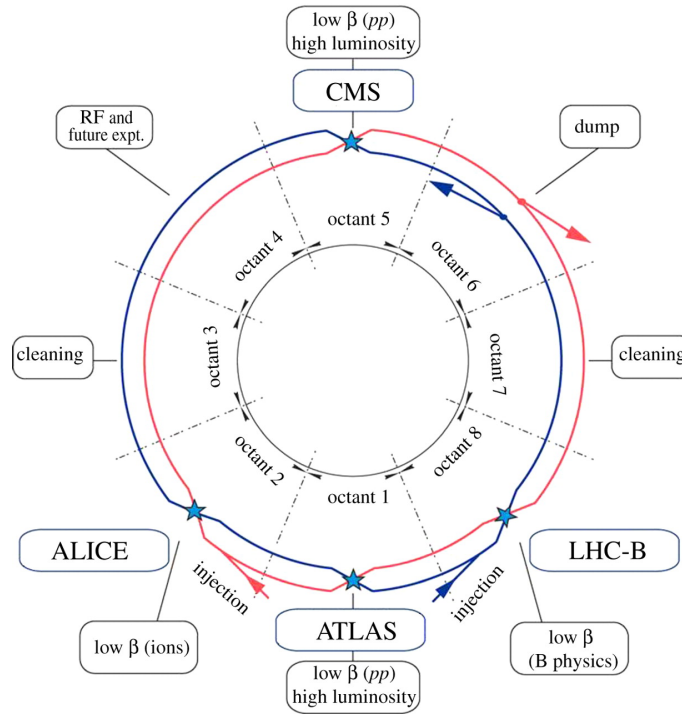 low β (pp)
high luminosity
CMS
RF and
future expt.
dump
octant 5
octant 4
octant 6
cleaning
octant 3
octant 7
cleaning
octant 2
octant 8
octant 1
ALICE
LHC-B
injection
injection
ATLAS
low β (ions)
low β
(B physics)
low β (pp)
high luminosity